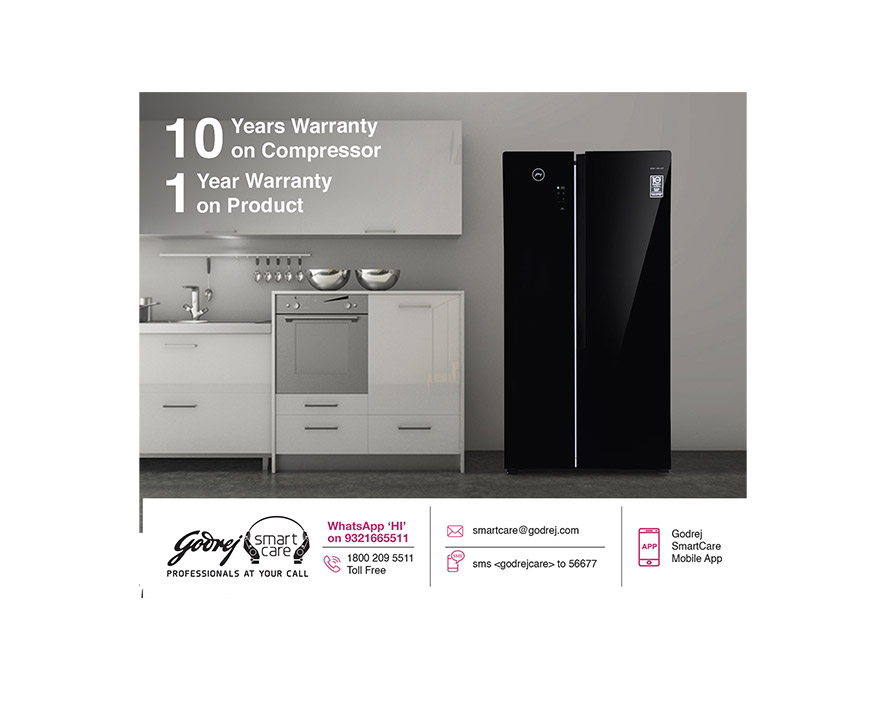 10 Years Warranty
on Compressor
1 Year Warranty
on Product
Godrej smart
care
PROFESSIONALS AT YOUR CALL
WhatsApp ‘HI’
on 9321665511
1800 209 5511
Toll Free
smartcare@godrej.com
SMS
sms <godrejcare> to 56677
APP
Godrej
SmartCare
Mobile App